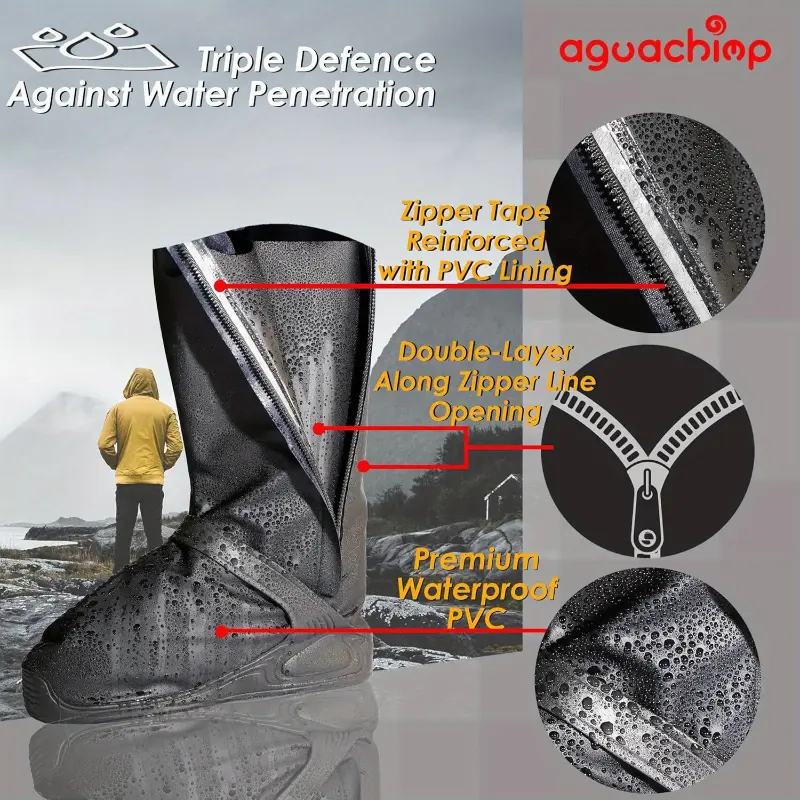 Triple Defence
Against Water Penetration
aguachimp
Zipper Tape
Reinforced
with PVC Lining
Double-Layer
Along Zipper Line
Opening
Premium
Waterproof
PVC